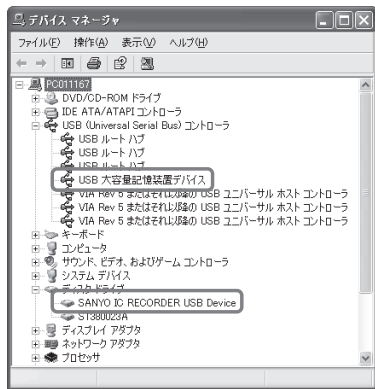 デバイス マネージャ
ファイル(F) 操作(A) 表示(V) ヘルプ(H)
PC011167
DVD/CD-ROM ドライブ
IDE ATA/ATAPI コントローラ
USB (Universal Serial Bus) コントローラ
USB ルート ハブ
USB ルート ハブ
USB ルート ハブ
USB 大容量記憶装置デバイス
VIA Rev 5 またはそれ以降の USB ユニバーサル ホスト コントローラ
VIA Rev 5 またはそれ以降の USB ユニバーサル ホスト コントローラ
VIA Rev 5 またはそれ以降の USB ユニバーサル ホスト コントローラ
キーボード
コンピュータ
サウンド、ビデオ、およびゲーム コントローラ
システム デバイス
ディスク ドライブ
SANYO IC RECORDER USB Device
ST380023A
ディスプレイ アダプタ
ネットワーク アダプタ
プロセッサ